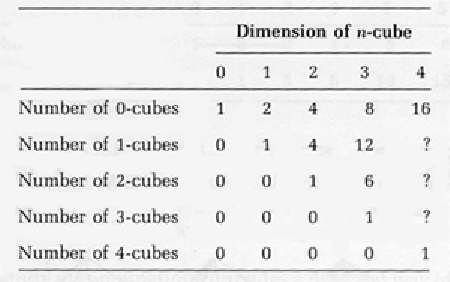 Dimension of n-cube
0 1 2 3 4
Number of 0-cubes 1 2 4 8 16
Number of 1-cubes 0 1 4 12 ?
Number of 2-cubes 0 0 1 6 ?
Number of 3-cubes 0 0 0 1 ?
Number of 4-cubes 0 0 0 0 1